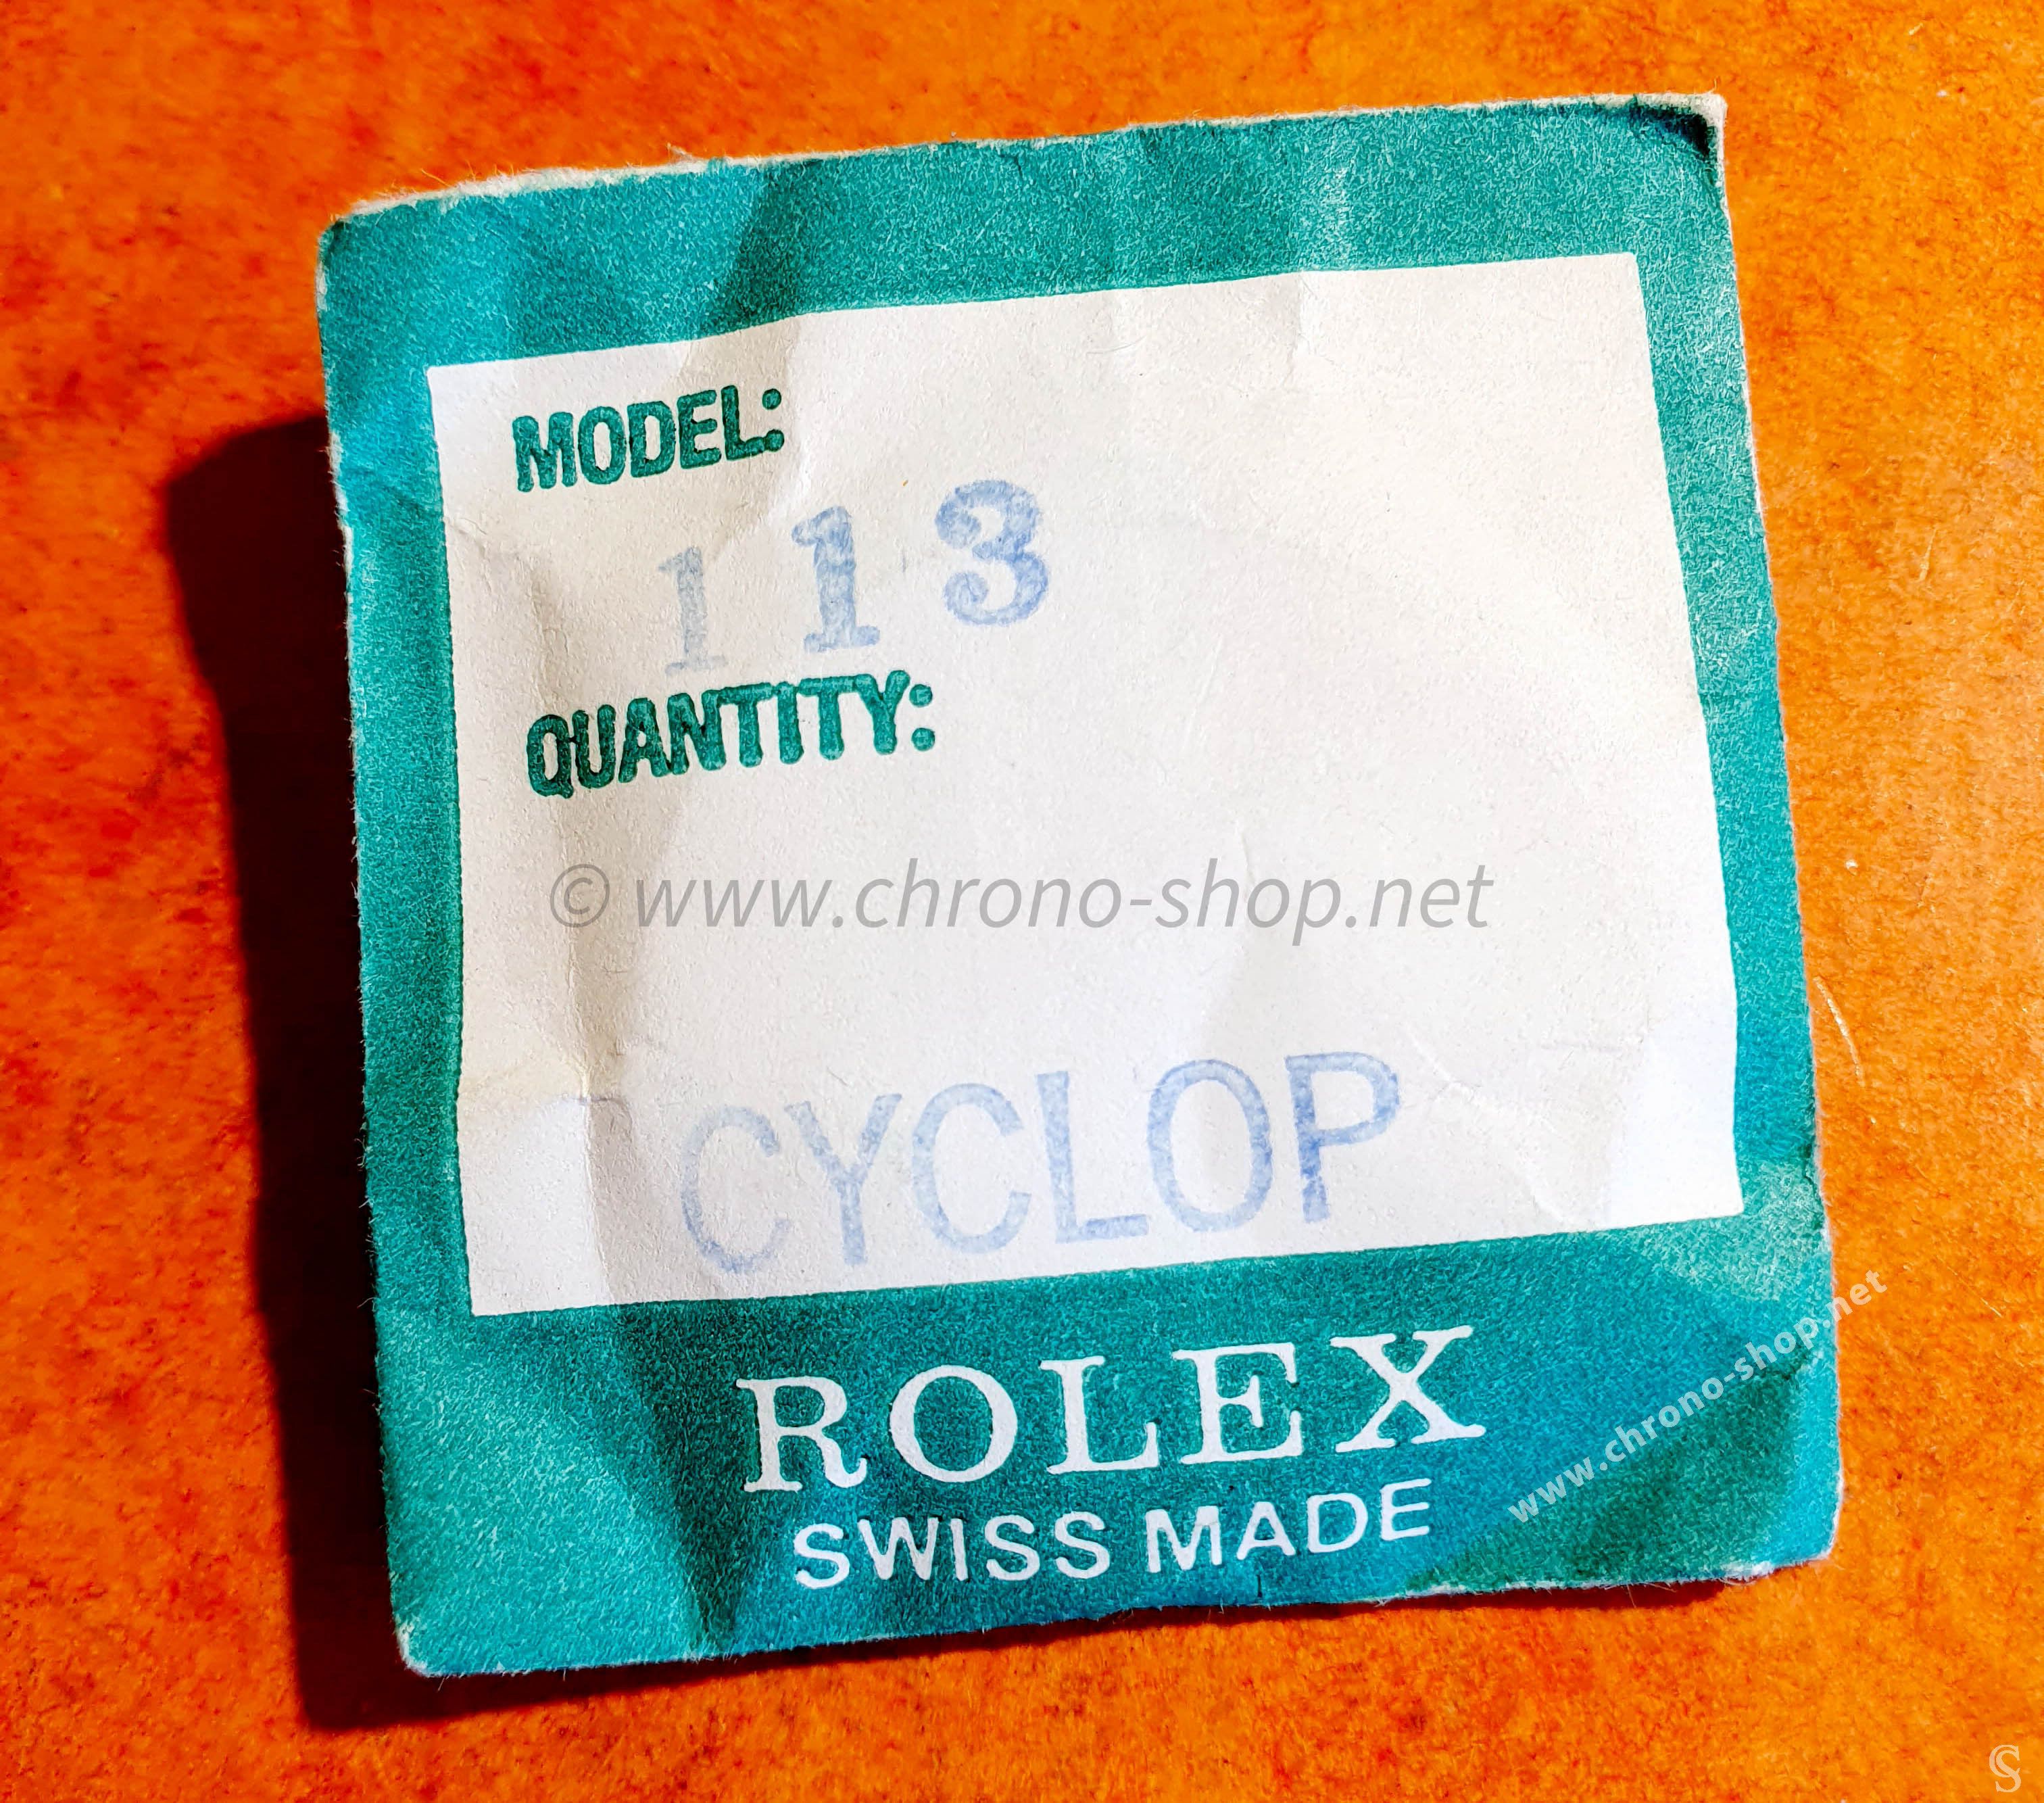 MODEL:
113
QUANTITY:
© www.chrono-shop.net
CYCLOP
ROLEX
SWISS MADE
www.chrono-shop.net